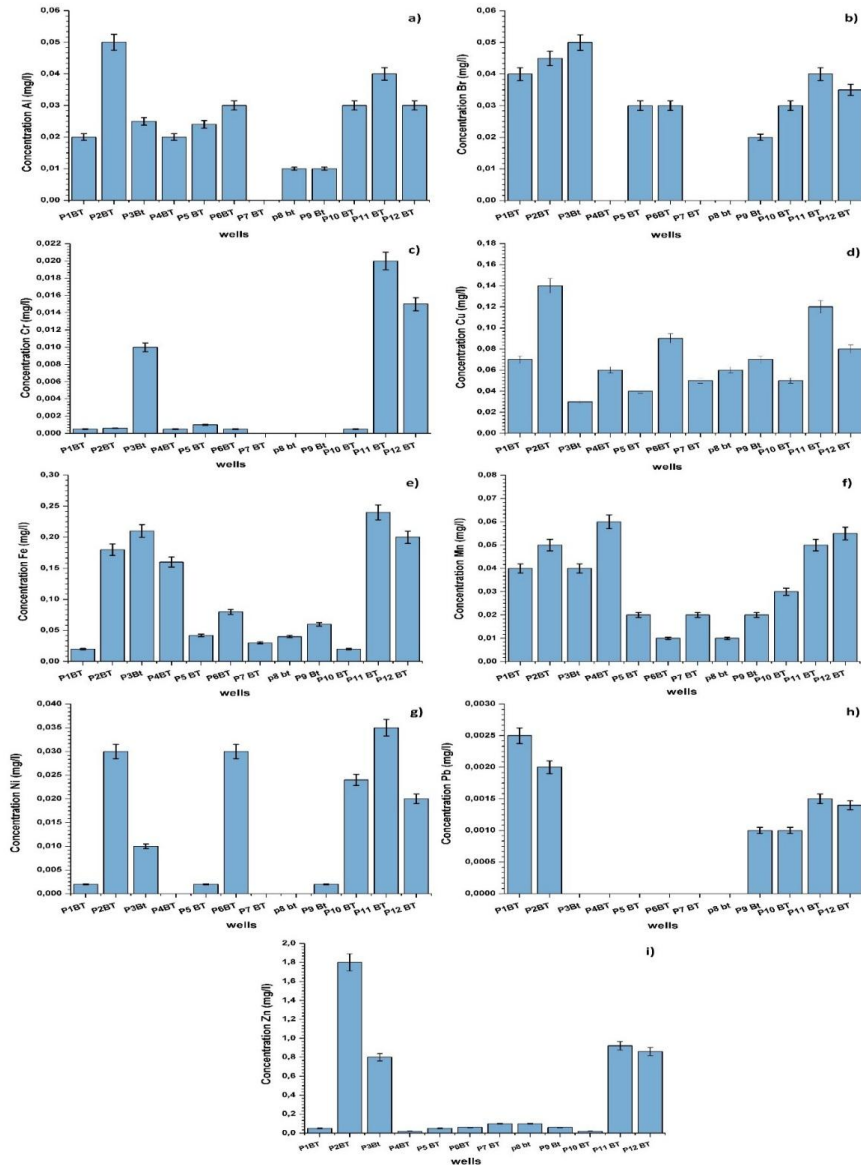 a)
Concentration Al (mg/l)
0,06
0,05
0,04
0,03
0,02
0,01
0,00
P1BT P2BT P3Bt P4BT P5 BT P6BT P7 BT p8 bt P9 Bt P10 BT P11 BT P12 BT
wells
b)
Concentration Br (mg/l)
0,06
0,05
0,04
0,03
0,02
0,01
0,00
P1BT P2BT P3Bt P4BT P5 BT P6BT P7 BT p8 bt P9 Bt P10 BT P11 BT P12 BT
wells
c)
Concentration Cr (mg/l)
0,022
0,020
0,018
0,016
0,014
0,012
0,010
0,008
0,006
0,004
0,002
0,000
P1BT P2BT P3Bt P4BT P5 BT P6BT P7 BT p8 bt P9 Bt P10 BT P11 BT P12 BT
wells
d)
Concentration Cu (mg/l)
0,18
0,16
0,14
0,12
0,10
0,08
0,06
0,04
0,02
0,00
P1BT P2BT P3Bt P4BT P5 BT P6BT P7 BT p8 bt P9 Bt P10 BT P11 BT P12 BT
wells
e)
Concentration Fe (mg/l)
0,30
0,25
0,20
0,15
0,10
0,05
0,00
P1BT P2BT P3Bt P4BT P5 BT P6BT P7 BT p8 bt P9 Bt P10 BT P11 BT P12 BT
wells
f)
Concentration Mn (mg/l)
0,08
0,07
0,06
0,05
0,04
0,03
0,02
0,01
0,00
P1BT P2BT P3Bt P4BT P5 BT P6BT P7 BT p8 bt P9 Bt P10 BT P11 BT P12 BT
wells
g)
Concentration Ni (mg/l)
0,040
0,035
0,030
0,025
0,020
0,015
0,010
0,005
0,000
P1BT P2BT P3Bt P4BT P5 BT P6BT P7 BT p8 bt P9 Bt P10 BT P11 BT P12 BT
wells
h)
Concentration Pb (mg/l)
0,0030
0,0025
0,0020
0,0015
0,0010
0,0005
0,0000
P1BT P2BT P3Bt P4BT P5 BT P6BT P7 BT p8 bt P9 Bt P10 BT P11 BT P12 BT
wells
i)
Concentration Zn (mg/l)
2,0
1,8
1,6
1,4
1,2
1,0
0,8
0,6
0,4
0,2
0,0
P1BT P2BT P3Bt P4BT P5 BT P6BT P7 BT p8 bt P9 Bt P10 BT P11 BT P12 BT
wells